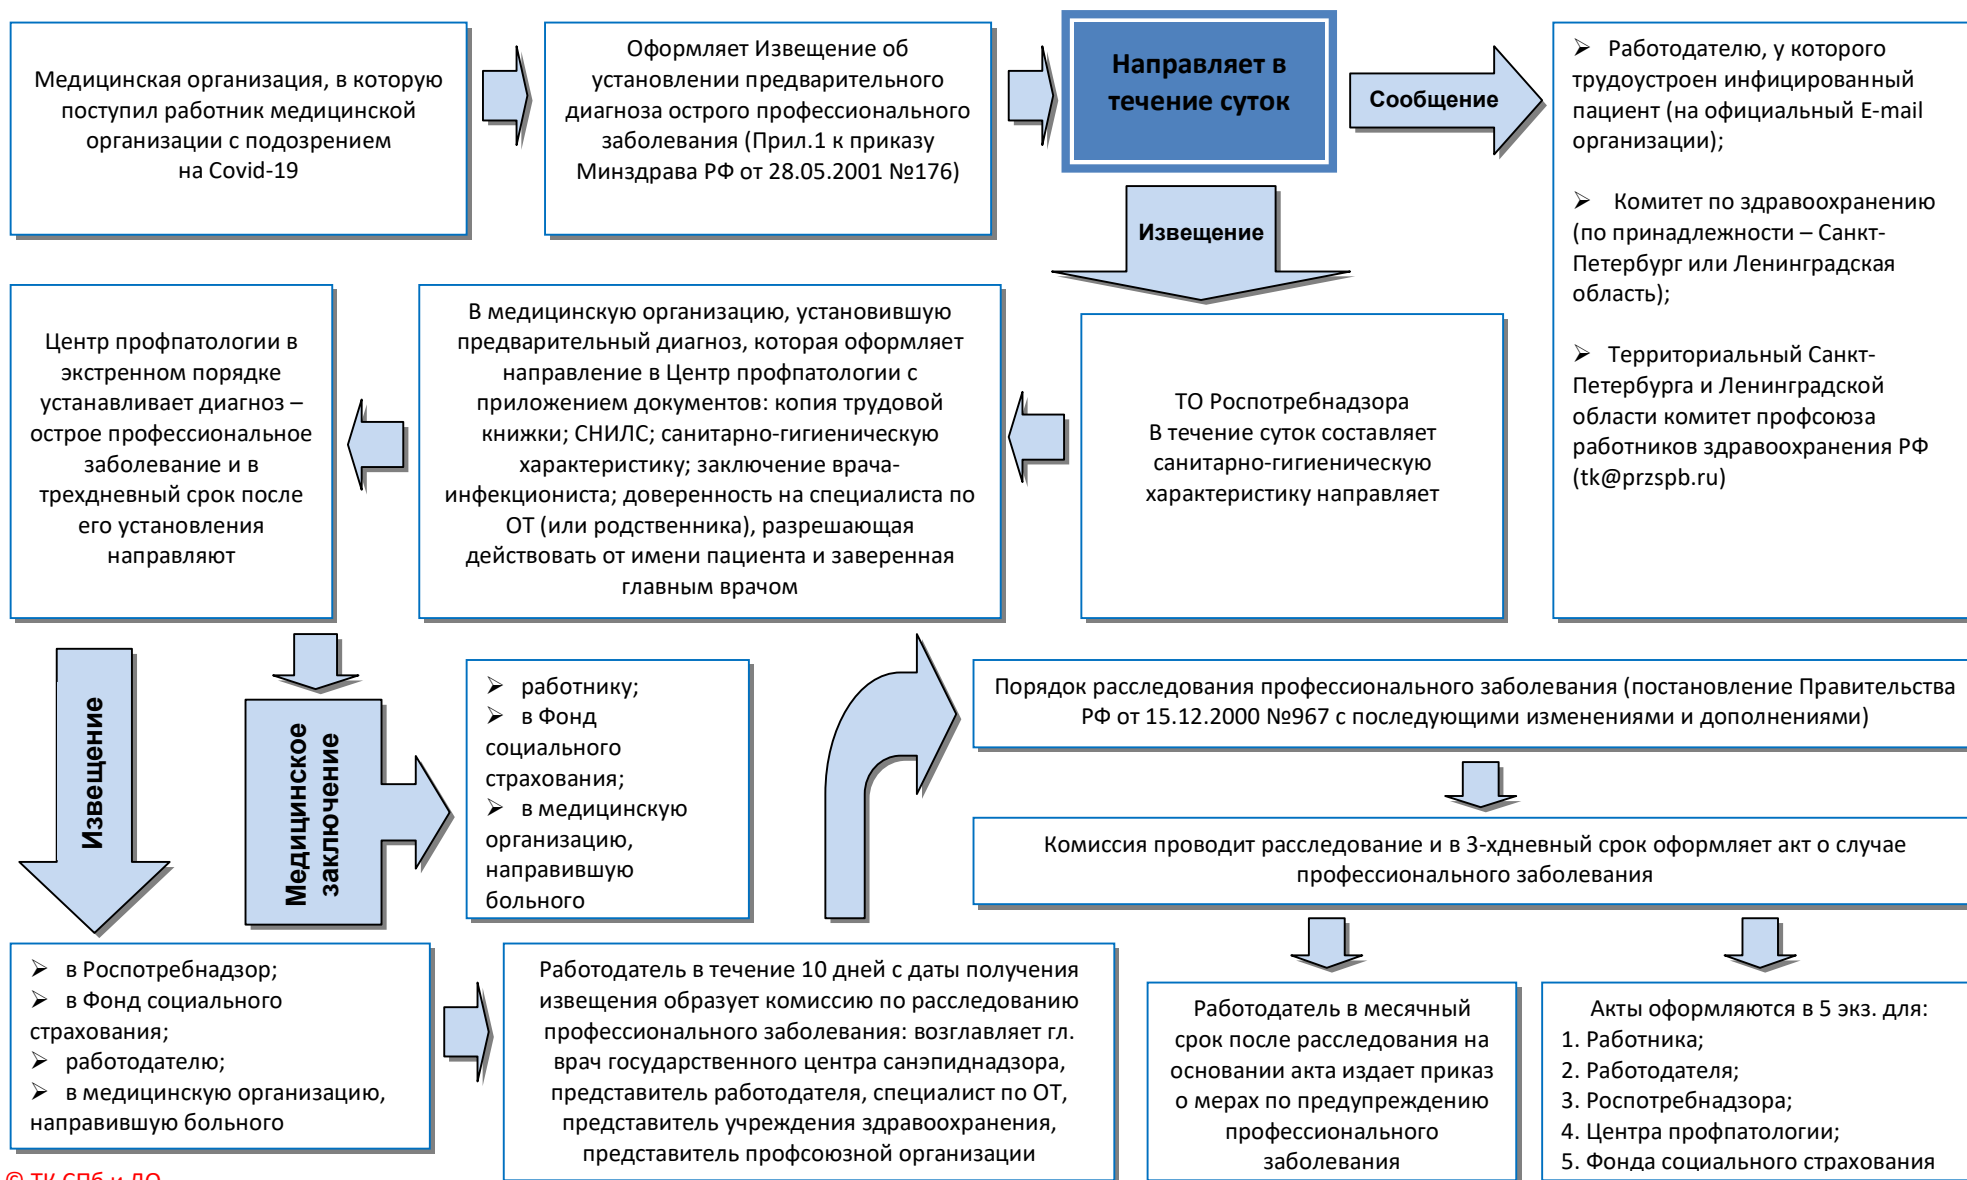 Медицинская организация, в которую
поступил работник медицинской
организации с подозрением
на Covid-19
Оформляет Извещение об
установлении предварительного
диагноза острого профессионального
заболевания (Прил.1 к приказу
Минздрава РФ от 28.05.2001 №176)
Направляет в
течение суток
Сообщение
➢ Работодателю, у которого
трудоустроен инфицированный
пациент (на официальный E-mail
организации);
➢ Комитет по здравоохранению
(по принадлежности – Санкт-
Петербург или Ленинградская
область);
➢ Территориальный Санкт-
Петербурга и Ленинградской
области комитет профсоюза
работников здравоохранения РФ
(tk@przspb.ru)
Извещение
ТО Роспотребнадзора
В течение суток составляет
санитарно-гигиеническую
характеристику направляет
В медицинскую организацию, установившую
предварительный диагноз, которая оформляет
направление в Центр профпатологии с
приложением документов: копия трудовой
книжки; СНИЛС; санитарно-гигиеническую
характеристику; заключение врача-
инфекциониста; доверенность на специалиста по
ОТ (или родственника), разрешающая
действовать от имени пациента и заверенная
главным врачом
Центр профпатологии в
экстренном порядке
устанавливает диагноз –
острое профессиональное
заболевание и в
трехдневный срок после
его установления
направляют
Извещение
Медицинское
заключение
➢ работнику;
➢ в Фонд
социального
страхования;
➢ в медицинскую
организацию,
направившую
больного
➢ в Роспотребнадзор;
➢ в Фонд социального
страхования;
➢ работодателю;
➢ в медицинскую организацию,
направившую больного
Работодатель в течение 10 дней с даты получения
извещения образует комиссию по расследованию
профессионального заболевания: возглавляет гл.
врач государственного центра санэпиднадзора,
представитель работодателя, специалист по ОТ,
представитель учреждения здравоохранения,
представитель профсоюзной организации
Порядок расследования профессионального заболевания (постановление Правительства
РФ от 15.12.2000 №967 с последующими изменениями и дополнениями)
Комиссия проводит расследование и в 3-хдневный срок оформляет акт о случае
профессионального заболевания
Работодатель в месячный
срок после расследования на
основании акта издает приказ
о мерах по предупреждению
профессионального
заболевания
Акты оформляются в 5 экз. для:
1. Работника;
2. Работодателя;
3. Роспотребнадзора;
4. Центра профпатологии;
5. Фонда социального страхования
© ТК СПб и ЛО